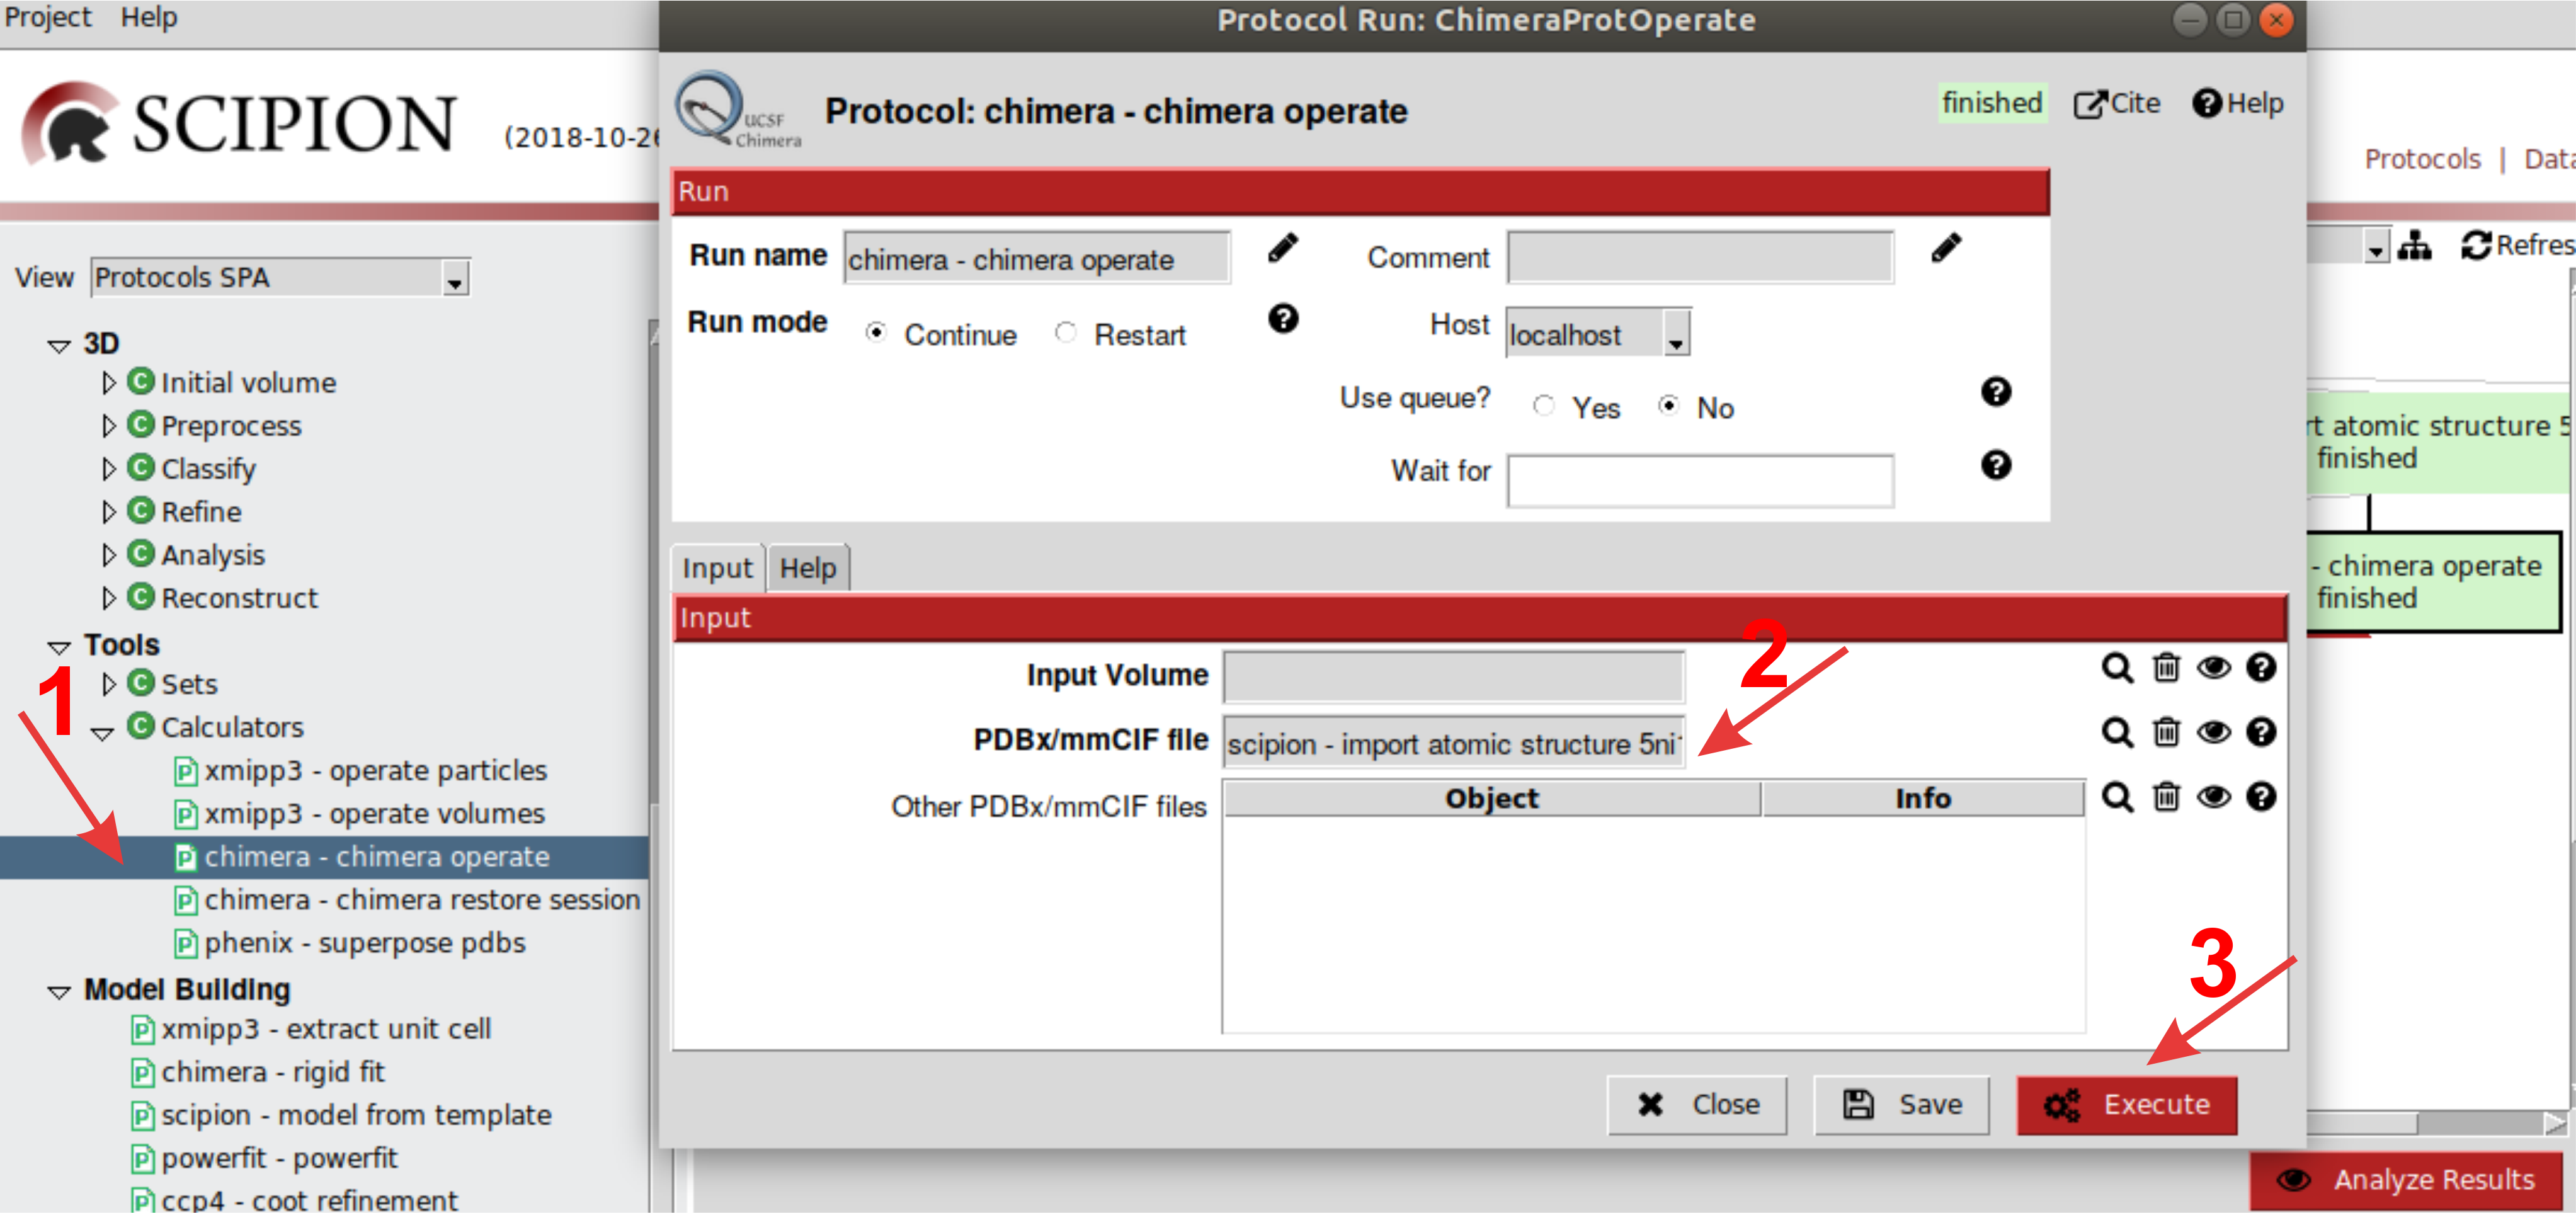 Project Help
Protocol Run: ChimeraProtOperate
SCIPION (2018-10-26
UCSF
Chimera
Protocol: chimera - chimera operate
finished Cite Help
Protocols | Data
Run
Run name chimera - chimera operate Comment
Run mode Continue Restart Host localhost
Use queue? Yes No
Wait for
Refres
View Protocols SPA
3D
Initial volume
Preprocess
Classify
Refine
Analysis
Reconstruct
Tools
Sets
Calculators
xmipp3 - operate particles
xmipp3 - operate volumes
chimera - chimera operate
chimera - chimera restore session
phenix - superpose pdbs
Model Building
xmipp3 - extract unit cell
chimera - rigid fit
scipion - model from template
powerfit - powerfit
ccp4 - coot refinement
1
Input Help
Input
Input Volume
2
PDBx/mmCIF file scipion - import atomic structure 5ni
Other PDBx/mmCIF files Object Info
3
Close Save Execute
rt atomic structure 5
finished
- chimera operate
finished
Analyze Results